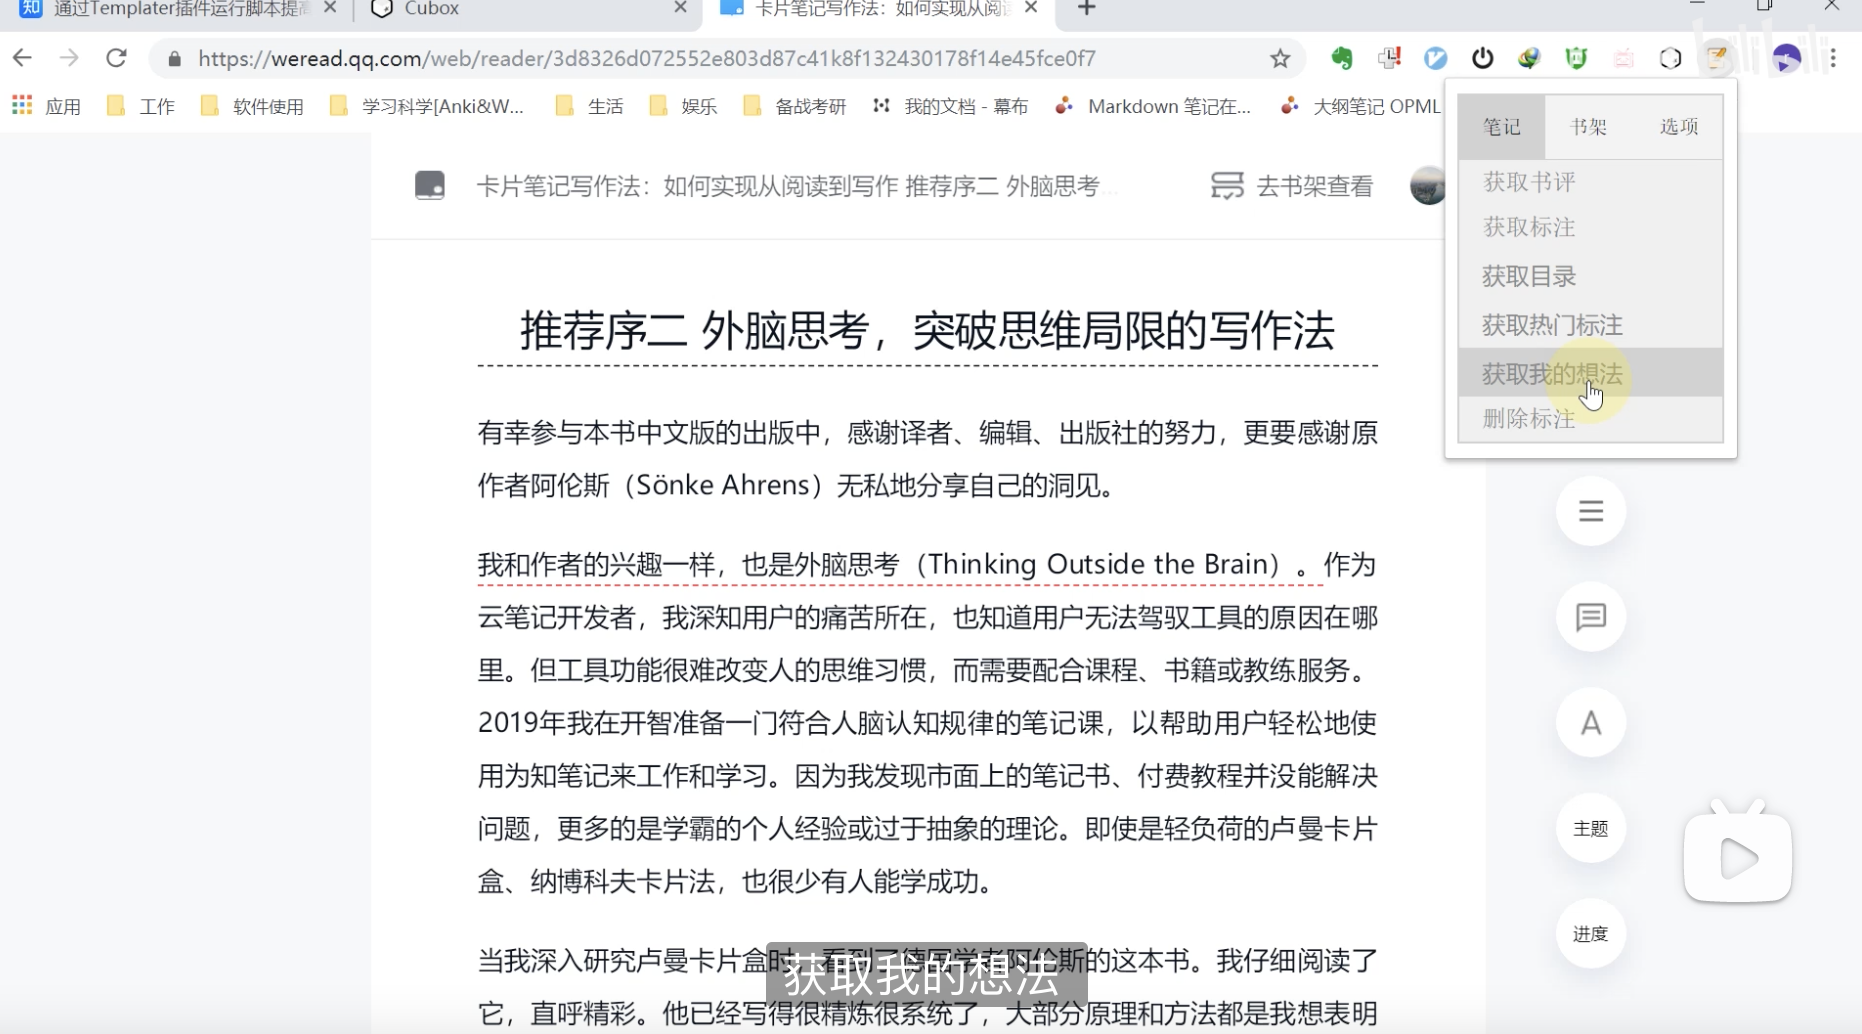 知 通过Templater插件运行脚本提高
Cubox
卡片笔记写作法：如何实现从阅读
https://weread.qq.com/web/reader/3d8326d072552e803d87c41k8f132430178f14e45fce0f7
bilibili
应用 工作 软件使用 学习科学[Anki&W... 生活 娱乐 备战考研 我的文档 - 幕布 Markdown 笔记在... 大纲笔记 OPML
笔记 书架 选项
获取书评
获取标注
获取目录
获取热门标注
获取我的想法
删除标注
卡片笔记写作法：如何实现从阅读到写作 推荐序二 外脑思考... 去书架查看
推荐序二 外脑思考，突破思维局限的写作法
有幸参与本书中文版的出版中，感谢译者、编辑、出版社的努力，更要感谢原
作者阿伦斯（Sönke Ahrens）无私地分享自己的洞见。
我和作者的兴趣一样，也是外脑思考（Thinking Outside the Brain）。作为
云笔记开发者，我深知用户的痛苦所在，也知道用户无法驾驭工具的原因在哪
里。但工具功能很难改变人的思维习惯，而需要配合课程、书籍或教练服务。
2019年我在开智准备一门符合人脑认知规律的笔记课，以帮助用户轻松地使
用为知笔记来工作和学习。因为我发现市面上的笔记书、付费教程并没能解决
问题，更多的是学霸的个人经验或过于抽象的理论。即使是轻负荷的卢曼卡片
盒、纳博科夫卡片法，也很少有人能学成功。
当我深入研究卢曼卡片盒时，看到了德国学者阿伦斯的这本书。我仔细阅读了
它，直呼精彩。他已经写得很精炼很系统了，大部分原理和方法都是我想表明
获取我的想法
A
主题
进度